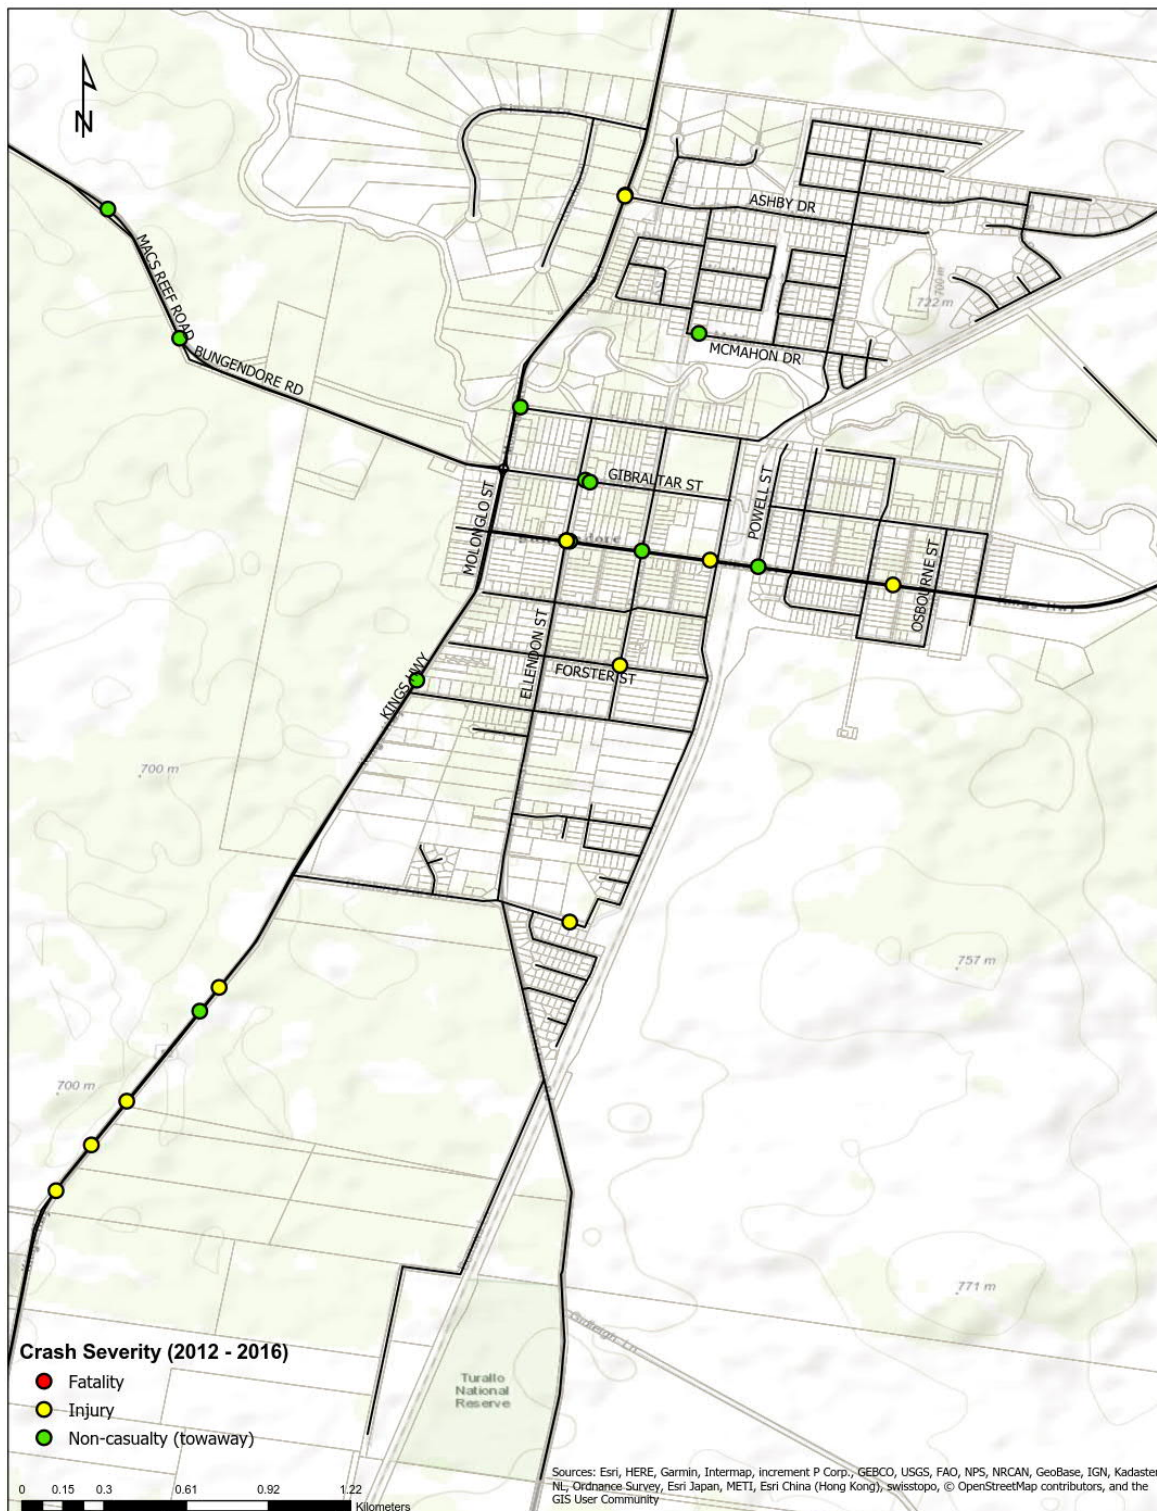 N
ASHBY DR
MACS REEF ROAD
700 m
722 m
BUNGENDORE RD
MCMAHON DR
GIBRALTAR ST
MOLONGLO ST
POWELL ST
OSBOURNE ST
Kings Hwy
ELLENDON ST
FORSTER ST
KINGS HWY
700 m
757 m
700 m
771 m
Turallo
National
Reserve
Crash Severity (2012 - 2016)
Fatality
Injury
Non-casualty (towaway)
0 0.15 0.3 0.61 0.92 1.22
Kilometers
Sources: Esri, HERE, Garmin, Intermap, increment P Corp., GEBCO, USGS, FAO, NPS, NRCAN, GeoBase, IGN, Kadaster
NL, Ordnance Survey, Esri Japan, METI, Esri China (Hong Kong), swisstopo, © OpenStreetMap contributors, and the
GIS User Community